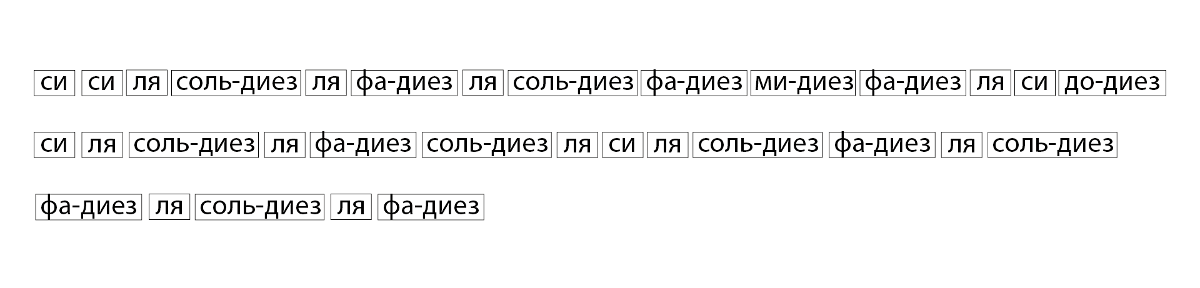 си си ля соль-диез ля фа-диез ля соль-диез фа-диез ми-диез фа-диез ля си до-диез
си ля соль-диез ля фа-диез соль-диез ля си ля соль-диез фа-диез ля соль-диез
фа-диез ля соль-диез ля фа-диез